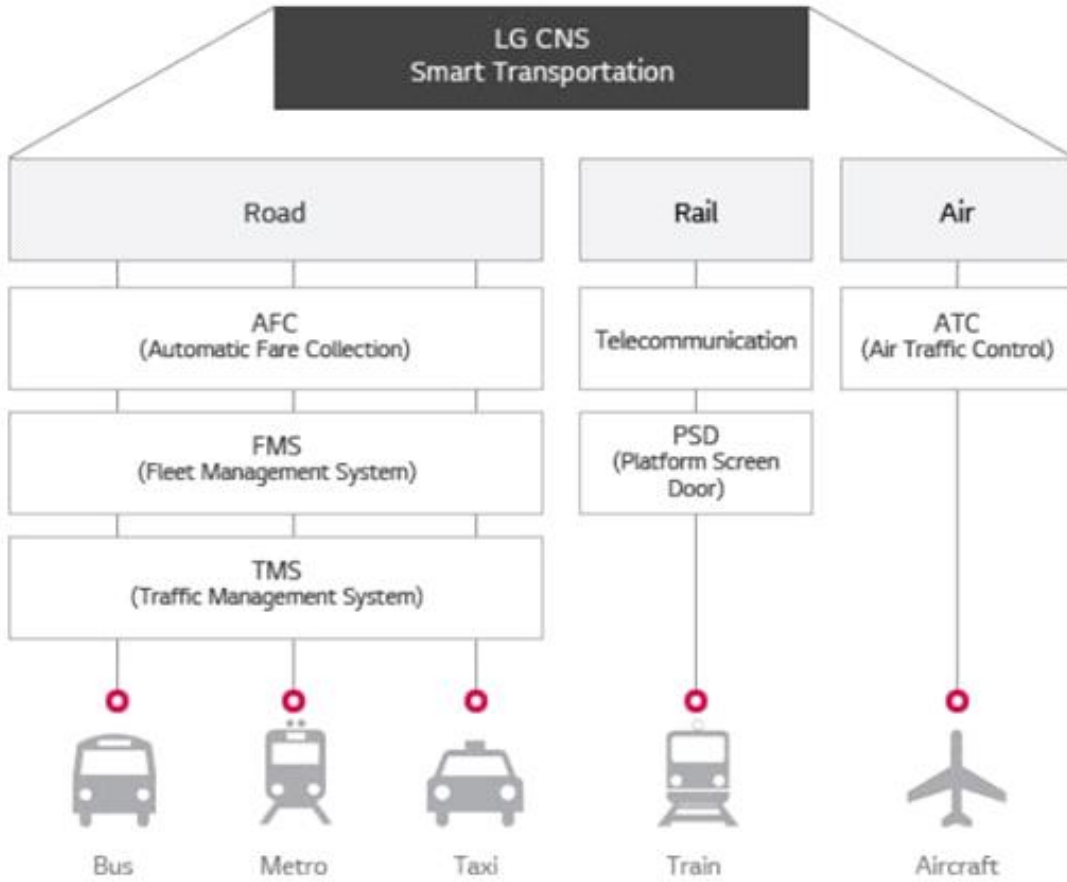 LG CNS
Smart Transportation
Road
Rail
Air
AFC
(Automatic Fare Collection)
Telecommunication
ATC
(Air Traffic Control)
FMS
(Fleet Management System)
PSD
(Platform Screen
Door)
TMS
(Traffic Management System)
Bus
Metro
Taxi
Train
Aircraft